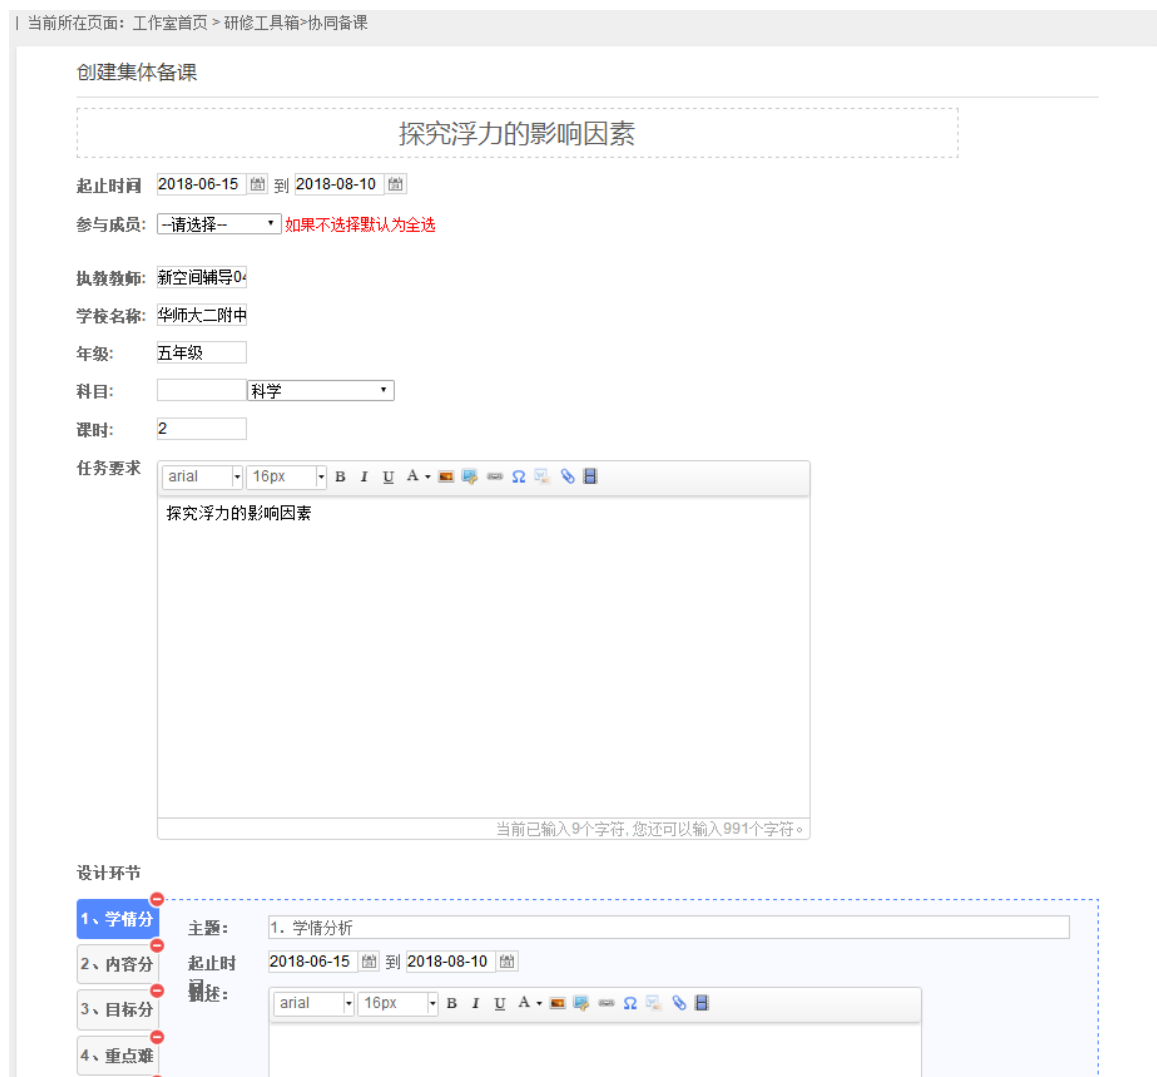 | 当前所在页面：工作室首页 > 研修工具箱>协同备课
创建集体备课
探究浮力的影响因素
起止时间 2018-06-15 到 2018-08-10
参与成员: --请选择-- 如果不选择默认为全选
执教教师: 新空间辅导04
学校名称: 华师大二附中
年级: 五年级
科目: 科学
课时: 2
任务要求
arial 16px B I U A Ω
探究浮力的影响因素
当前已输入9个字符, 您还可以输入991个字符。
设计环节
1、学情分
主题: 1. 学情分析
2、内容分
起止时间: 2018-06-15 到 2018-08-10
描述:
3、目标分
arial 16px B I U A Ω
4、重点难